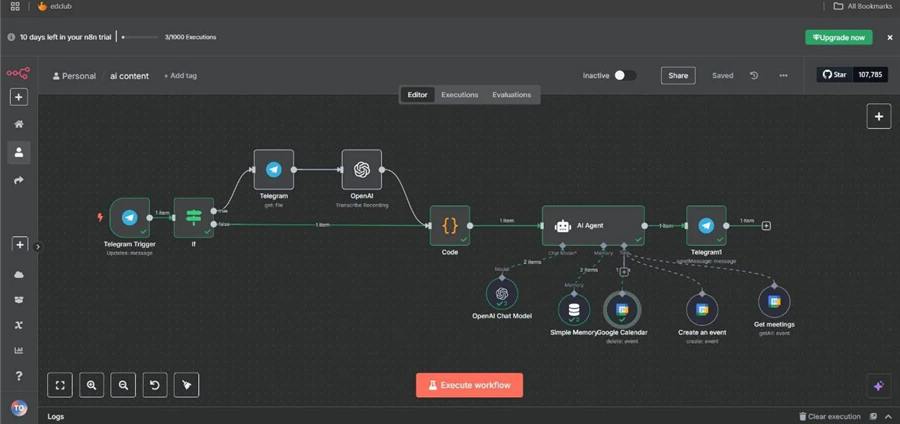 edclub
All Bookmarks
10 days left in your n8n trial
3/1000 Executions
Upgrade now
Personal / ai content + Add tag
Inactive
Share
Saved
Star 107,785
Editor Executions Evaluations
Telegram
get: file
OpenAI
Transcribe Recording
true
false
1 item
1 item
1 item
1 item
1 item
Telegram Trigger
Updates: message
If
Code
AI Agent
Chat Model*
Memory
Telegram1
sendMessage: message
2 items
2 items
Model
Memory
OpenAI Chat Model
Simple Memory
Google Calendar
delete: event
Create an event
create: event
Get meetings
getAll: event
Execute workflow
TO
Logs
Clear execution